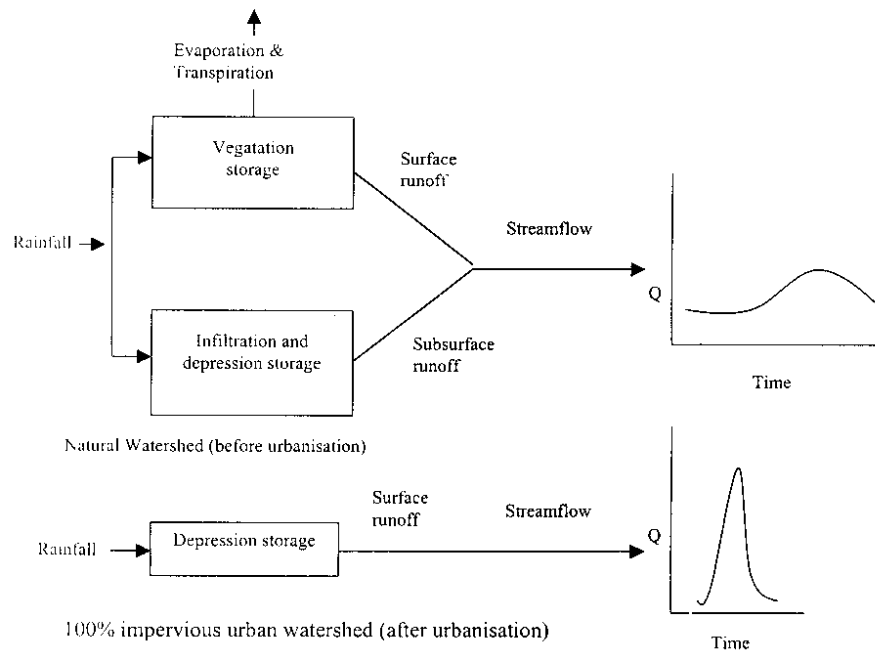 Evaporation &
Transpiration
Vegatation
storage
Surface
runoff
Rainfall
Streamflow
Q
Infiltration and
depression storage
Subsurface
runoff
Time
Natural Watershed (before urbanisation)
Surface
runoff
Streamflow
Rainfall
Depression storage
Q
100% impervious urban watershed (after urbanisation)
Time